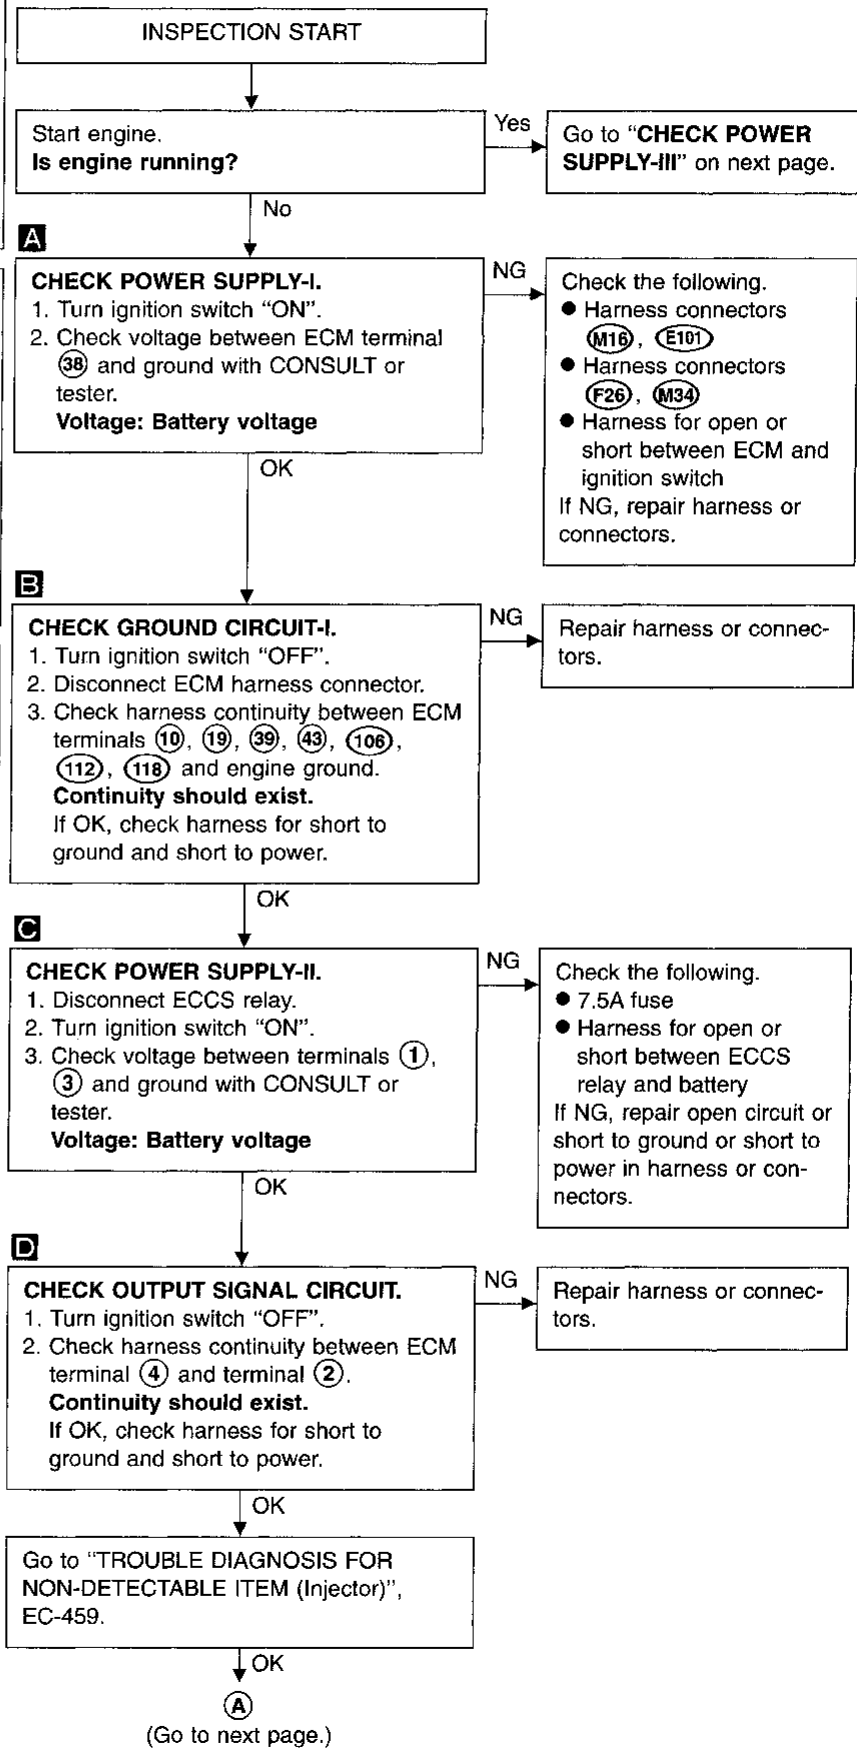 INSPECTION START
Start engine.
Is engine running?
Yes
Go to “CHECK POWER
SUPPLY-III” on next page.
No
A
CHECK POWER SUPPLY-I.
1. Turn ignition switch “ON”.
2. Check voltage between ECM terminal
38 and ground with CONSULT or
tester.
Voltage: Battery voltage
NG
Check the following.
● Harness connectors
M16, E101
● Harness connectors
F26, M34
● Harness for open or
short between ECM and
ignition switch
If NG, repair harness or
connectors.
OK
B
CHECK GROUND CIRCUIT-I.
1. Turn ignition switch “OFF”.
2. Disconnect ECM harness connector.
3. Check harness continuity between ECM
terminals 10, 19, 39, 43, 106,
112, 118 and engine ground.
Continuity should exist.
If OK, check harness for short to
ground and short to power.
NG
Repair harness or connec-
tors.
OK
C
CHECK POWER SUPPLY-II.
1. Disconnect ECCS relay.
2. Turn ignition switch “ON”.
3. Check voltage between terminals 1,
3 and ground with CONSULT or
tester.
Voltage: Battery voltage
NG
Check the following.
● 7.5A fuse
● Harness for open or
short between ECCS
relay and battery
If NG, repair open circuit or
short to ground or short to
power in harness or con-
nectors.
OK
D
CHECK OUTPUT SIGNAL CIRCUIT.
1. Turn ignition switch “OFF”.
2. Check harness continuity between ECM
terminal 4 and terminal 2.
Continuity should exist.
If OK, check harness for short to
ground and short to power.
NG
Repair harness or connec-
tors.
OK
Go to “TROUBLE DIAGNOSIS FOR
NON-DETECTABLE ITEM (Injector)”,
EC-459.
OK
A
(Go to next page.)